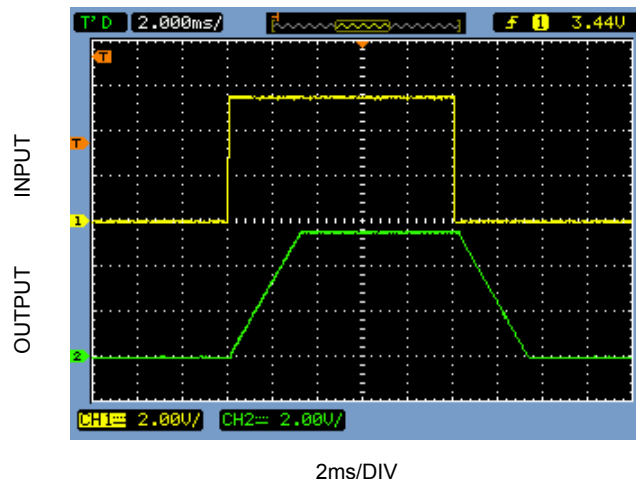 T'D 2.000ms/ 1 3.44V
T
T
INPUT
1
OUTPUT
2
CH1 2.00V/ CH2 2.00V/
2ms/DIV